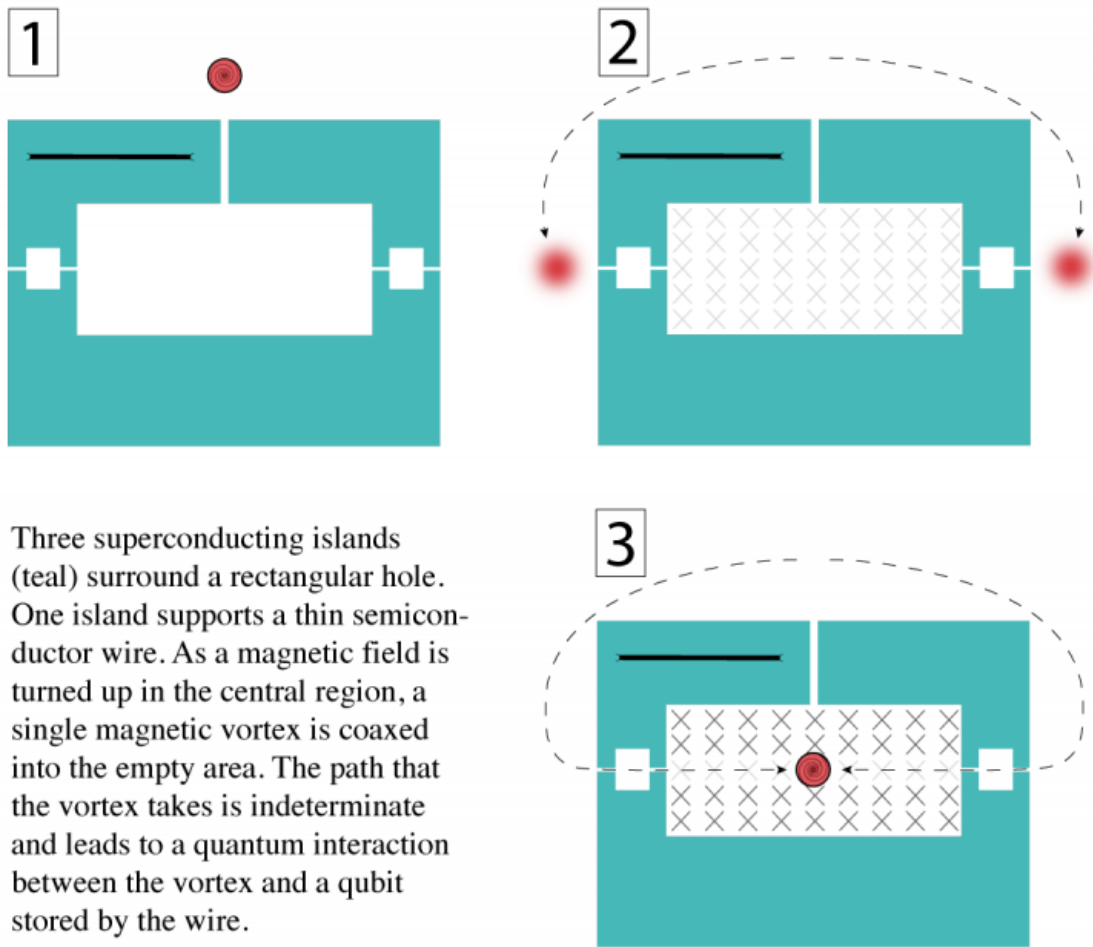 1
2
Three superconducting islands
(teal) surround a rectangular hole.
One island supports a thin semicon-
ductor wire. As a magnetic field is
turned up in the central region, a
single magnetic vortex is coaxed
into the empty area. The path that
the vortex takes is indeterminate
and leads to a quantum interaction
between the vortex and a qubit
stored by the wire.
3